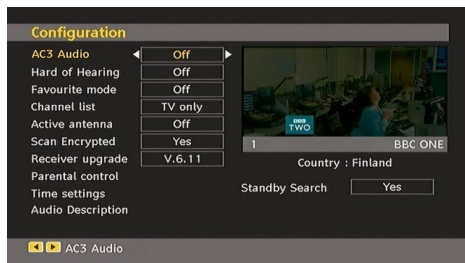 Configuration
AC3 Audio Off
Hard of Hearing Off
Favourite mode Off
Channel list TV only
Active antenna Off
Scan Encrypted Yes
Receiver upgrade V.6.11
Parental control
Time settings
Audio Description
BBC
TWO
1 BBC ONE
Country : Finland
Standby Search Yes
AC3 Audio